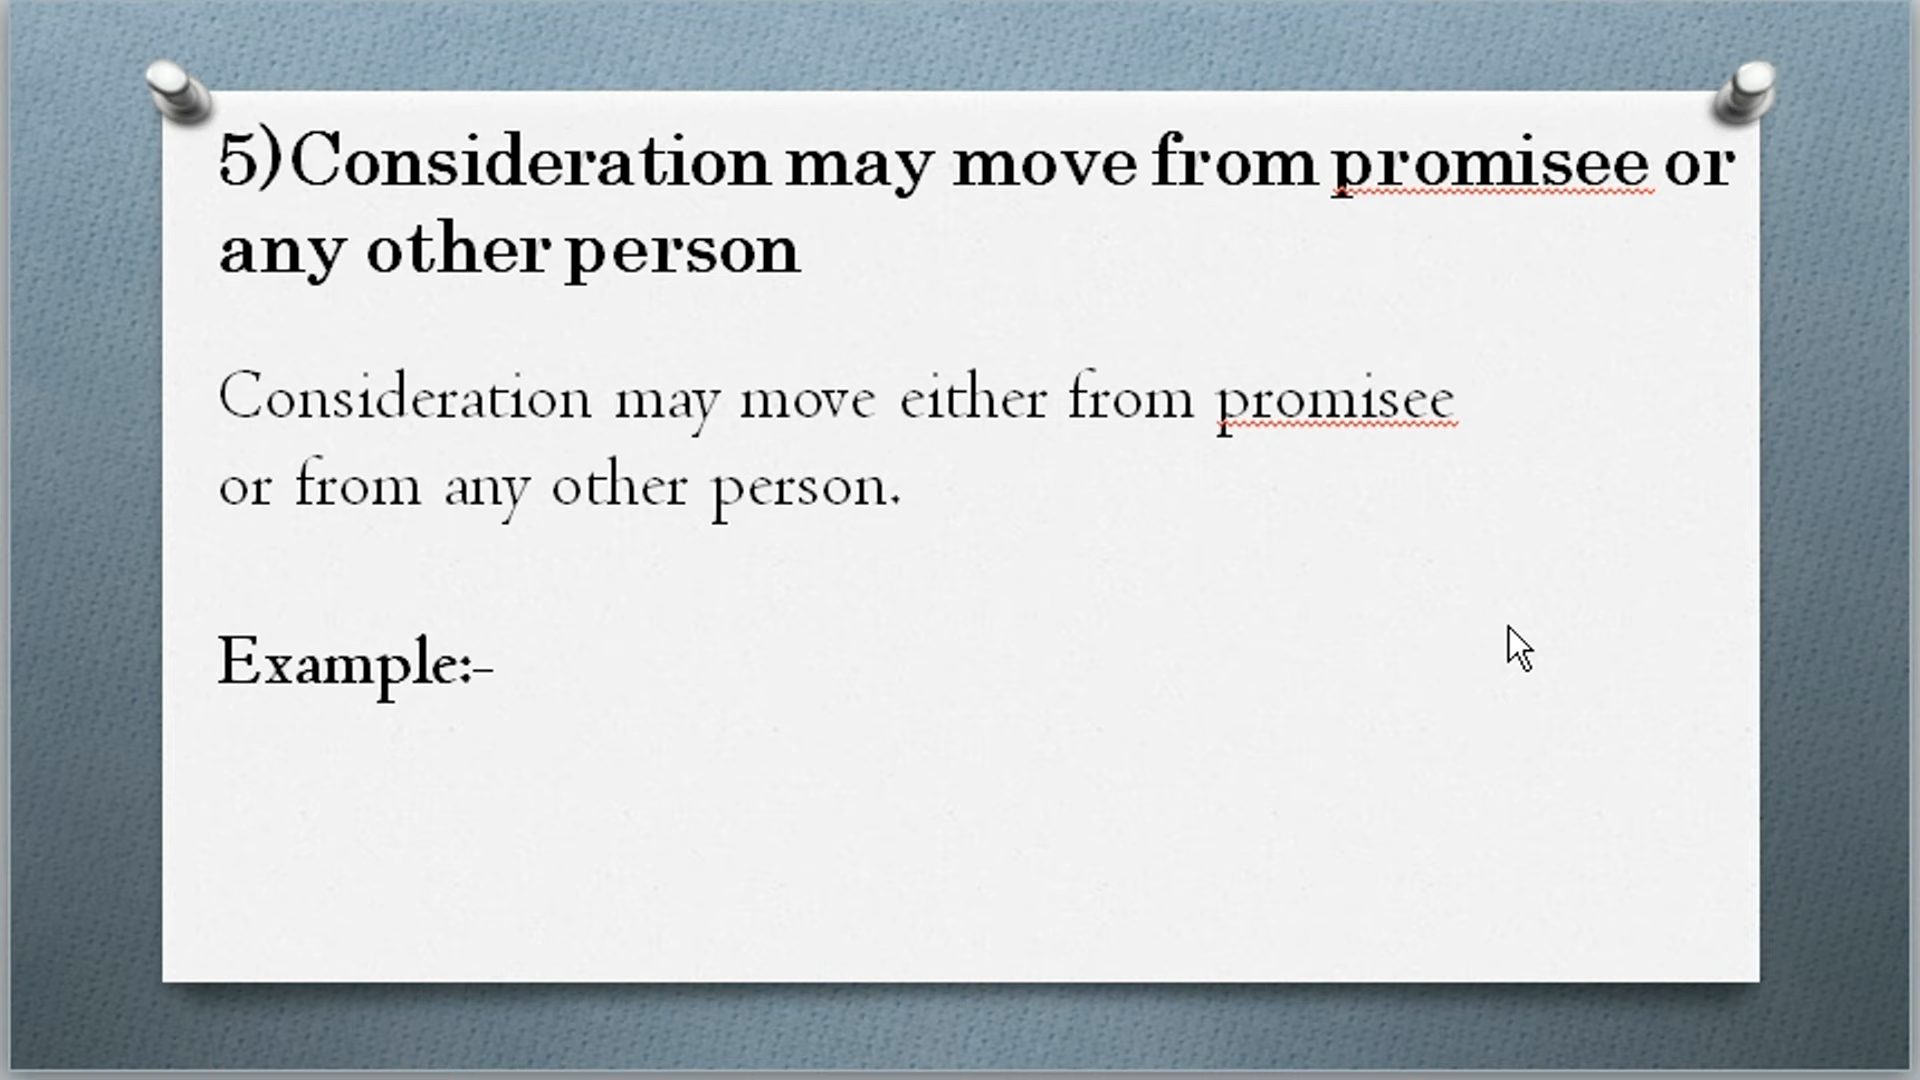 5)Consideration may move from promisee or
any other person
Consideration may move either from promisee
or from any other person.
Example:-